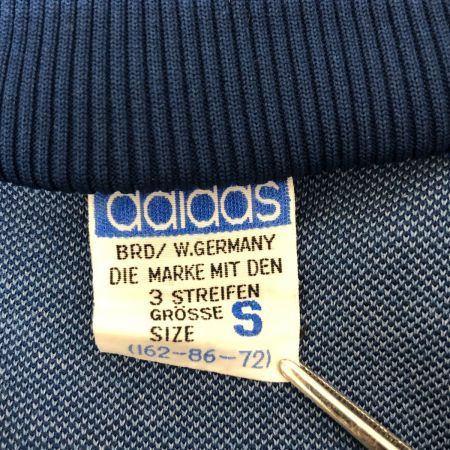 adidas
BRD/ W.GERMANY
DIE MARKE MIT DEN
3 STREIFEN
GRÖSSE S
SIZE
(162-86-72)